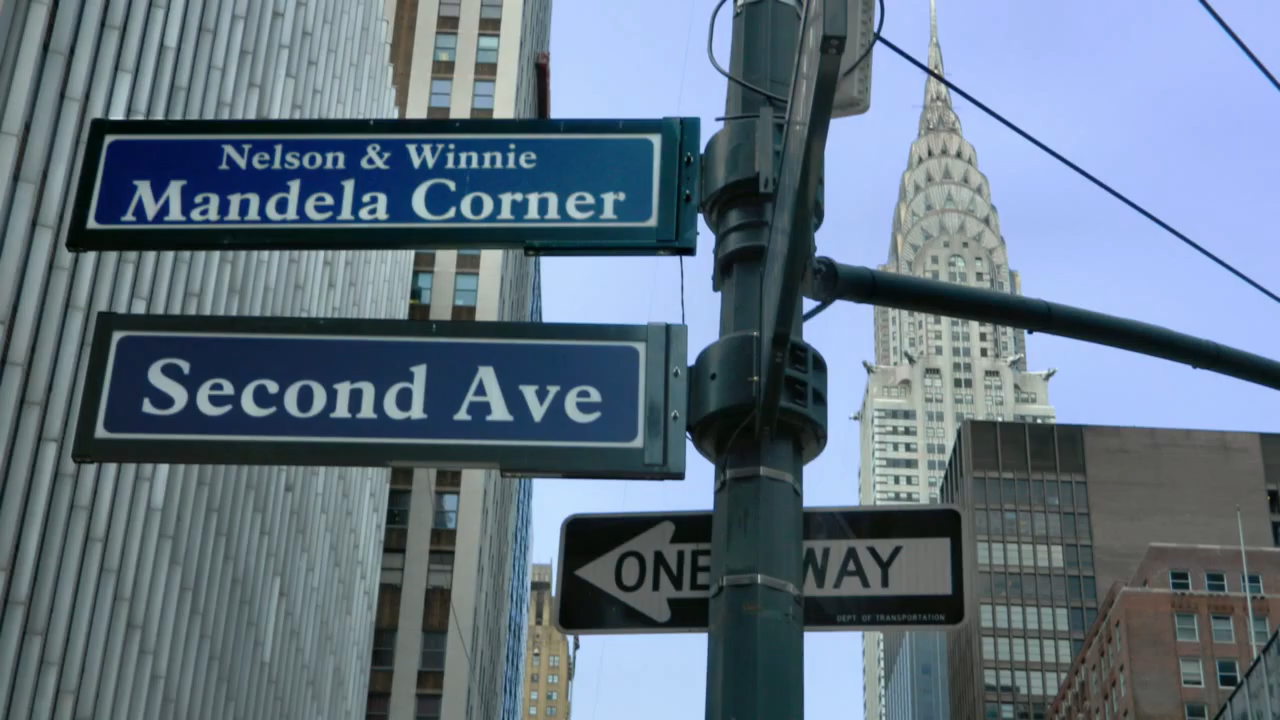 Nelson & Winnie
Mandela Corner
Second Ave
ONE WAY
DEPT OF TRANSPORTATION